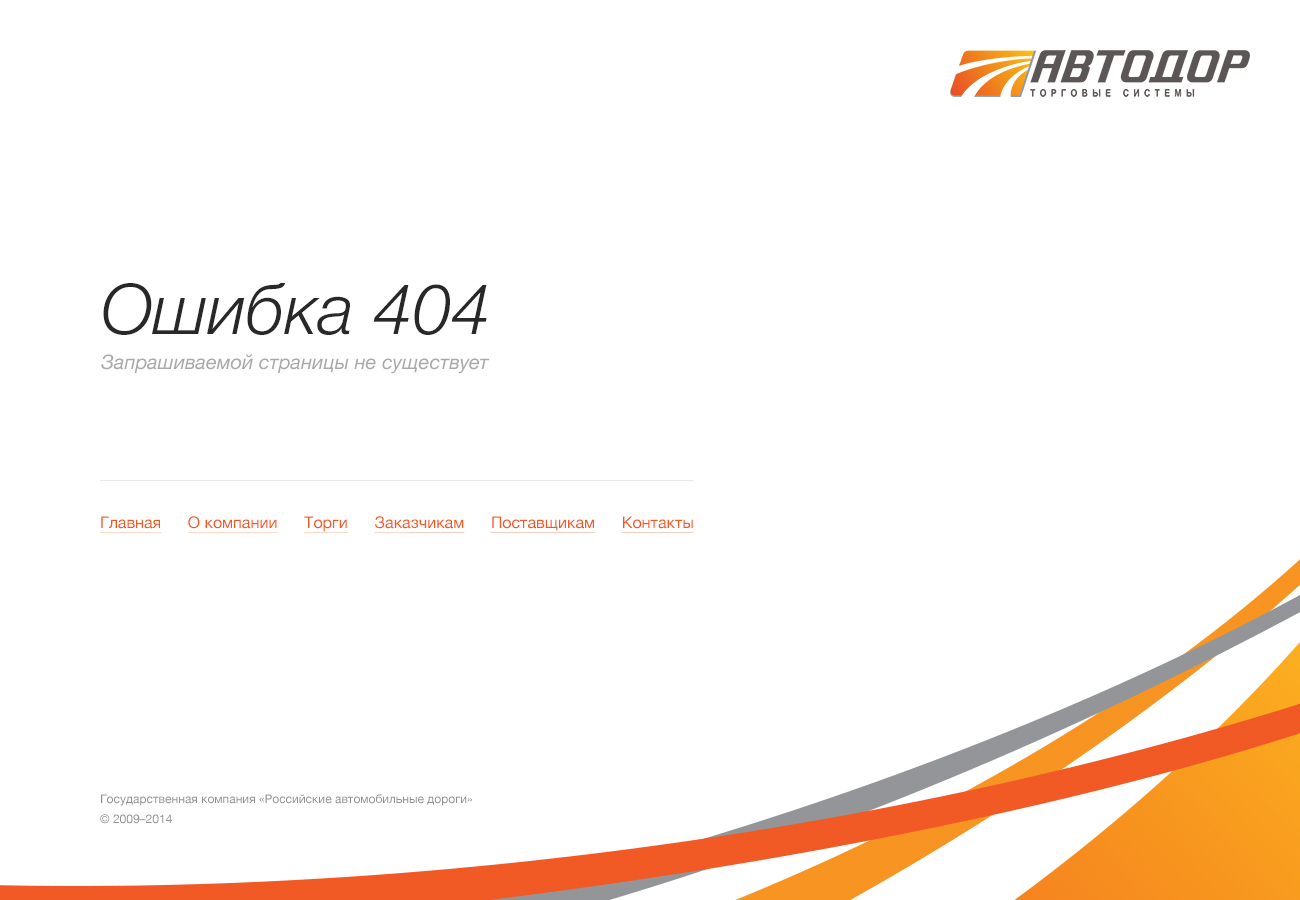 АВТОДОР
ТОРГОВЫЕ СИСТЕМЫ
Ошибка 404
Запрашиваемой страницы не существует
Главная О компании Торги Заказчикам Поставщикам Контакты
Государственная компания «Российские автомобильные дороги»
© 2009–2014